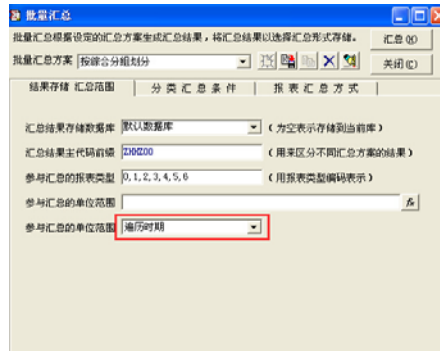 批量汇总
批量汇总根据设定的汇总方案生成汇总结果，将汇总结果以选择汇总形式存储。
汇总(X)
批量汇总方案 按综合分组划分
关闭(C)
结果存储 汇总范围 分类汇总条件 报表汇总方式
汇总结果存储数据库 默认数据库 (为空表示存储到当前库)
汇总结果主代码前缀 ZHHZ00 (用来区分不同汇总方案的结果)
参与汇总的报表类型 0,1,2,3,4,5,6 (用报表类型编码表示)
参与汇总的单位范围
参与汇总的单位范围 遍历时期